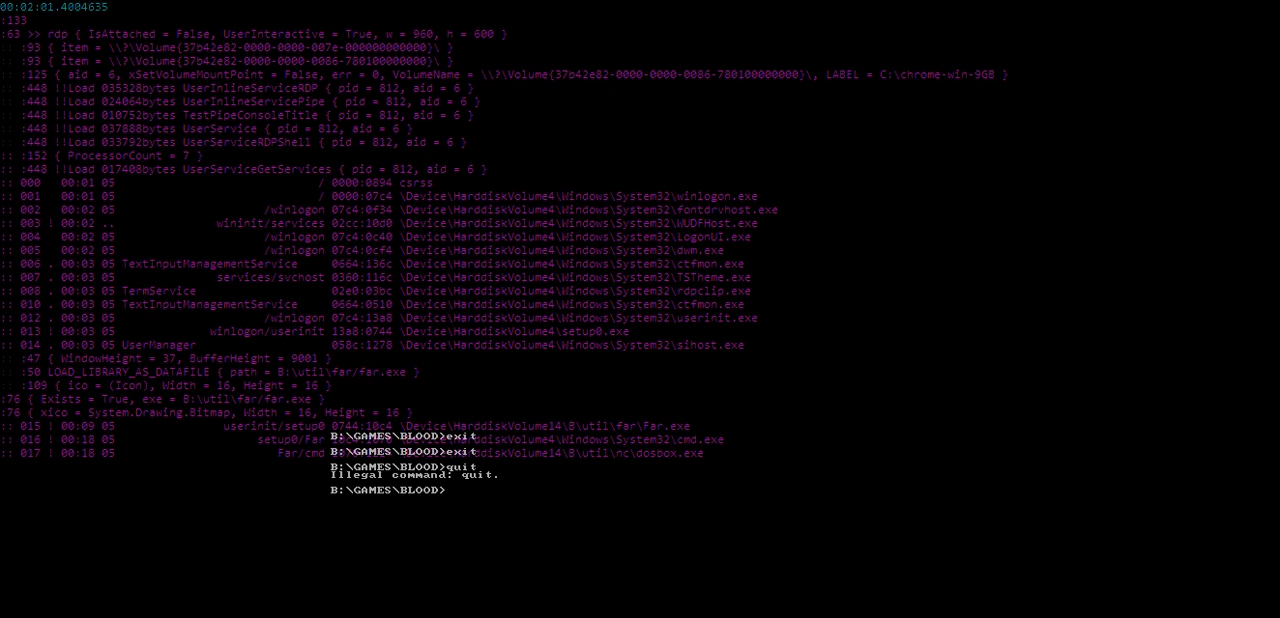 00:02:01.4004635
:133
:63 >> rdp { IsAttached = False, UserInteractive = True, w = 960, h = 600 }
:: :93 { item = \\?\Volume{37b42e82-0000-0000-007e-000000000000}\ }
:: :93 { item = \\?\Volume{37b42e82-0000-0000-0086-780100000000}\ }
:: :125 { aid = 6, xSetVolumeMountPoint = False, err = 0, VolumeName = \\?\Volume{37b42e82-0000-0000-0086-780100000000}\, LABEL = C:\chrome-win-9GB }
:: :448 !!Load 035328bytes UserInlineServiceRDP { pid = 812, aid = 6 }
:: :448 !!Load 024064bytes UserInlineServicePipe { pid = 812, aid = 6 }
:: :448 !!Load 010752bytes TestPipeConsoleTitle { pid = 812, aid = 6 }
:: :448 !!Load 037888bytes UserService { pid = 812, aid = 6 }
:: :448 !!Load 033792bytes UserServiceRDPShell { pid = 812, aid = 6 }
:: :152 { ProcessorCount = 7 }
:: :448 !!Load 017408bytes UserServiceGetServices { pid = 812, aid = 6 }
:: 000 00:01 05 / 0000:0894 csrss
:: 001 00:01 05 / 0000:07c4 \Device\HarddiskVolume4\Windows\System32\winlogon.exe
:: 002 00:02 05 /winlogon 07c4:0f34 \Device\HarddiskVolume4\Windows\System32\fontdrvhost.exe
:: 003 ! 00:02 .. wininit/services 02cc:10d0 \Device\HarddiskVolume4\Windows\System32\WUDFHost.exe
:: 004 00:02 05 /winlogon 07c4:0c40 \Device\HarddiskVolume4\Windows\System32\LogonUI.exe
:: 005 00:02 05 /winlogon 07c4:0cf4 \Device\HarddiskVolume4\Windows\System32\dwm.exe
:: 006 . 00:03 05 TextInputManagementService 0664:136c \Device\HarddiskVolume4\Windows\System32\ctfmon.exe
:: 007 . 00:03 05 services/svchost 0360:116c \Device\HarddiskVolume4\Windows\System32\TSTheme.exe
:: 008 . 00:03 05 TermService 02e0:03bc \Device\HarddiskVolume4\Windows\System32\rdpclip.exe
:: 010 . 00:03 05 TextInputManagementService 0664:0510 \Device\HarddiskVolume4\Windows\System32\ctfmon.exe
:: 012 . 00:03 05 /winlogon 07c4:13a8 \Device\HarddiskVolume4\Windows\System32\userinit.exe
:: 013 ! 00:03 05 winlogon/userinit 13a8:0744 \Device\HarddiskVolume4\setup0.exe
:: 014 . 00:03 05 UserManager 058c:1278 \Device\HarddiskVolume4\Windows\System32\sihost.exe
:: :47 { WindowHeight = 37, BufferHeight = 9001 }
:: :50 LOAD_LIBRARY_AS_DATAFILE { path = B:\util\far/far.exe }
:: :109 { ico = (Icon), Width = 16, Height = 16 }
:76 { Exists = True, exe = B:\util\far/far.exe }
:76 { xico = System.Drawing.Bitmap, Width = 16, Height = 16 }
:: 015 ! 00:09 05 userinit/setup0 0744:10c4 \Device\HarddiskVolume14\B\util\far\Far.exe
B:\GAMES\BLOOD>exit
:: 016 ! 00:18 05 setup0/Far \Device\HarddiskVolume4\Windows\System32\cmd.exe
B:\GAMES\BLOOD>exit
:: 017 ! 00:18 05 Far/cmd \Device\HarddiskVolume14\B\util\nc\dosbox.exe
B:\GAMES\BLOOD>quit
Illegal command: quit.
B:\GAMES\BLOOD>